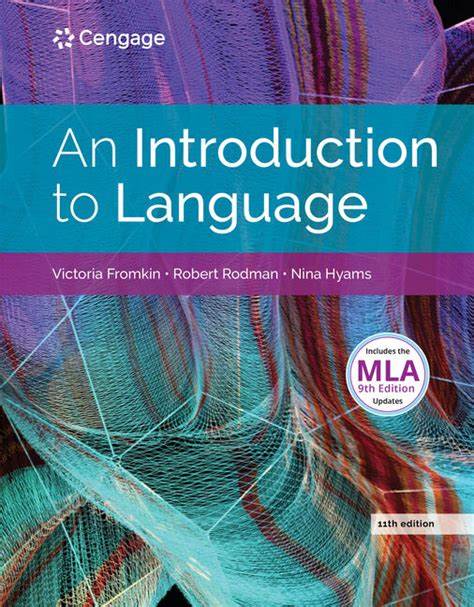 Cengage
An Introduction
to Language
Victoria Fromkin • Robert Rodman • Nina Hyams
Includes the
MLA
9th Edition
Updates
11th edition